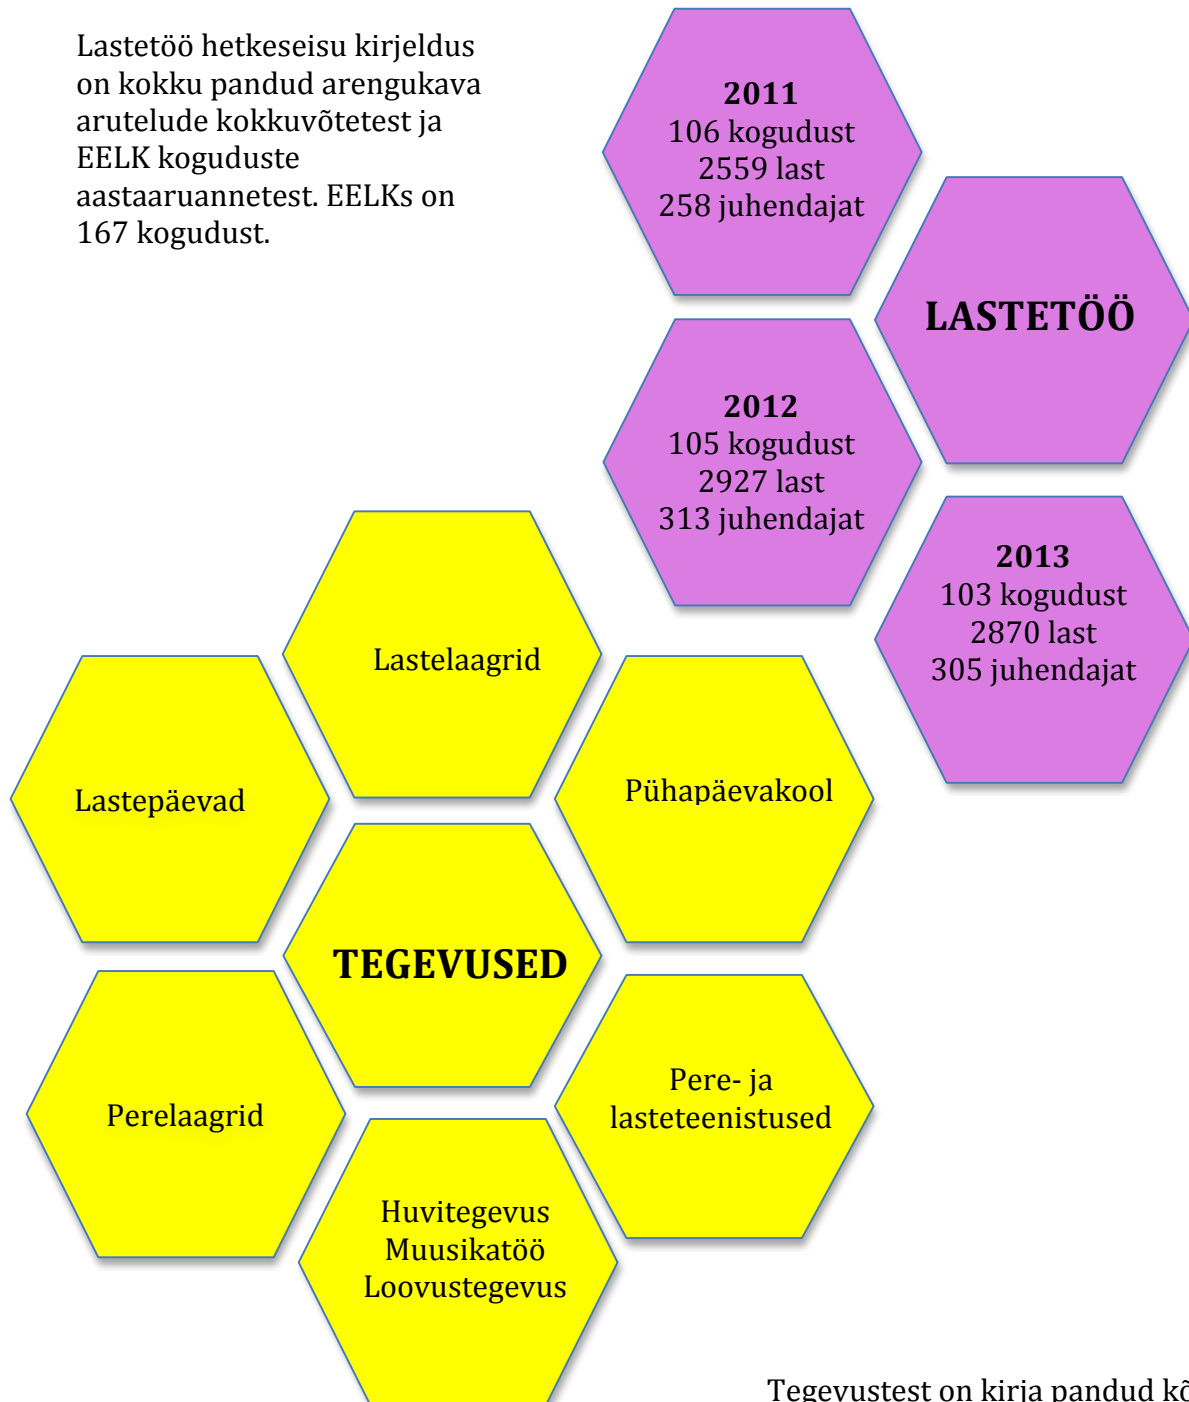 Lastetöö hetkeseisu kirjeldus
on kokku pandud arengukava
arutelude kokkuvõtetest ja
EELK koguduste
aastaaruannetest. EELKs on
167 kogudust.
2011
106 kogudust
2559 last
258 juhendajat
LASTETÖÖ
2012
105 kogudust
2927 last
313 juhendajat
2013
103 kogudust
2870 last
305 juhendajat
Lastelaagrid
Lastepäevad
Pühapäevakool
TEGEVUSED
Perelaagrid
Pere- ja
lasteteenistused
Huvitegevus
Muusikatöö
Loovustegevus
Tegevustest on kirja pandud